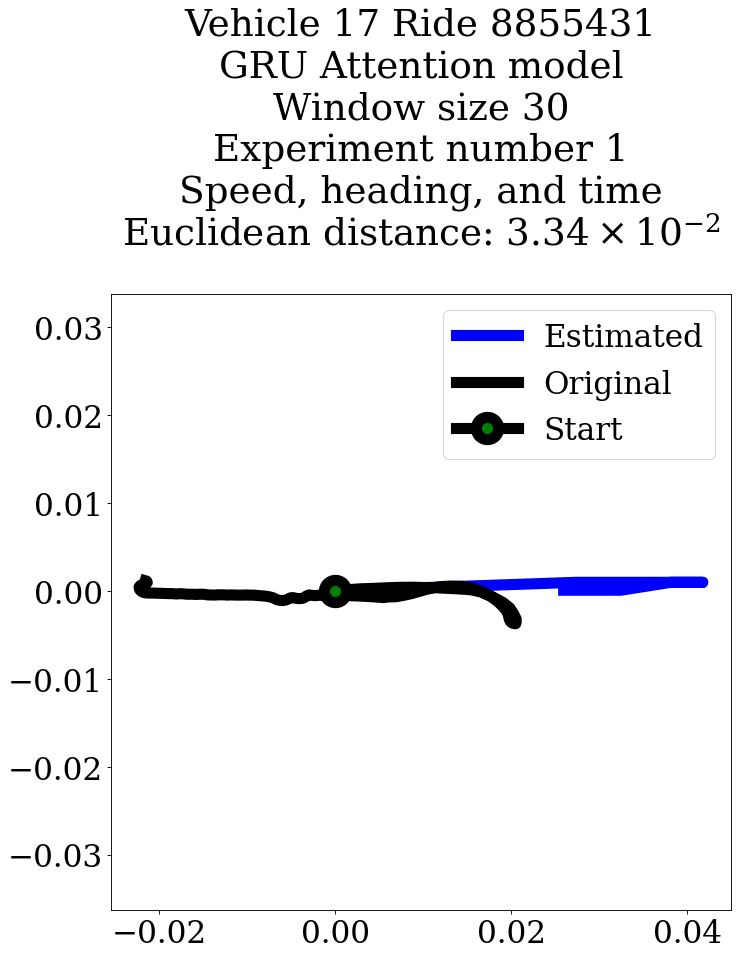 Vehicle 17 Ride 8855431
GRU Attention model
Window size 30
Experiment number 1
Speed, heading, and time
Euclidean distance: 3.34 × 10⁻²
Estimated
Original
Start
0.03
0.02
0.01
0.00
−0.01
−0.02
−0.03
−0.02
0.00
0.02
0.04